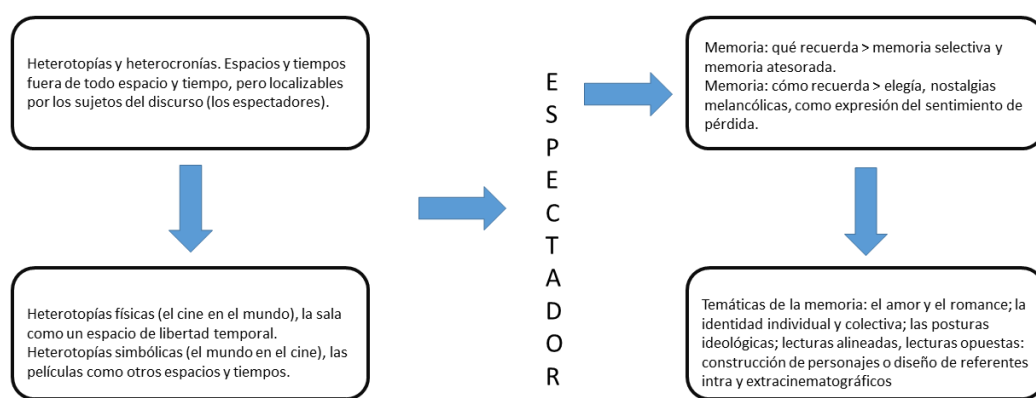 Heterotopías y heterocronías. Espacios y tiempos
fuera de todo espacio y tiempo, pero localizables
por los sujetos del discurso (los espectadores).
Heterotopías físicas (el cine en el mundo), la sala
como un espacio de libertad temporal.
Heterotopías simbólicas (el mundo en el cine), las
películas como otros espacios y tiempos.
E
S
P
E
C
T
A
D
O
R
Memoria: qué recuerda > memoria selectiva y
memoria atesorada.
Memoria: cómo recuerda > elegía, nostalgias
melancólicas, como expresión del sentimiento de
pérdida.
Temáticas de la memoria: el amor y el romance; la
identidad individual y colectiva; las posturas
ideológicas; lecturas alineadas, lecturas opuestas:
construcción de personajes o diseño de referentes
intra y extracinematográficos